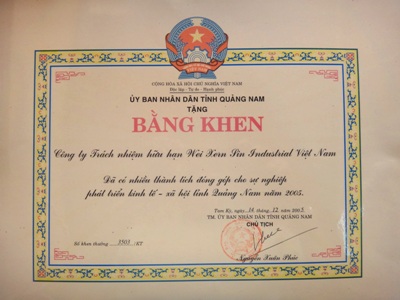 CỘNG HÒA XÃ HỘI CHỦ NGHĨA VIỆT NAM
Độc lập - Tự do - Hạnh phúc
ỦY BAN NHÂN DÂN TỈNH QUẢNG NAM
TẶNG
BẰNG KHEN
Công ty Trách nhiệm hữu hạn Wei Xern Sin Industrial Việt Nam
Đã có nhiều thành tích đóng góp cho sự nghiệp
phát triển kinh tế - xã hội tỉnh Quảng Nam năm 2005.
Tam Kỳ, ngày 14 tháng 12 năm 2005
TM. ỦY BAN NHÂN DÂN TỈNH QUẢNG NAM
CHỦ TỊCH
Số khen thưởng
Nguyễn Xuân Phúc